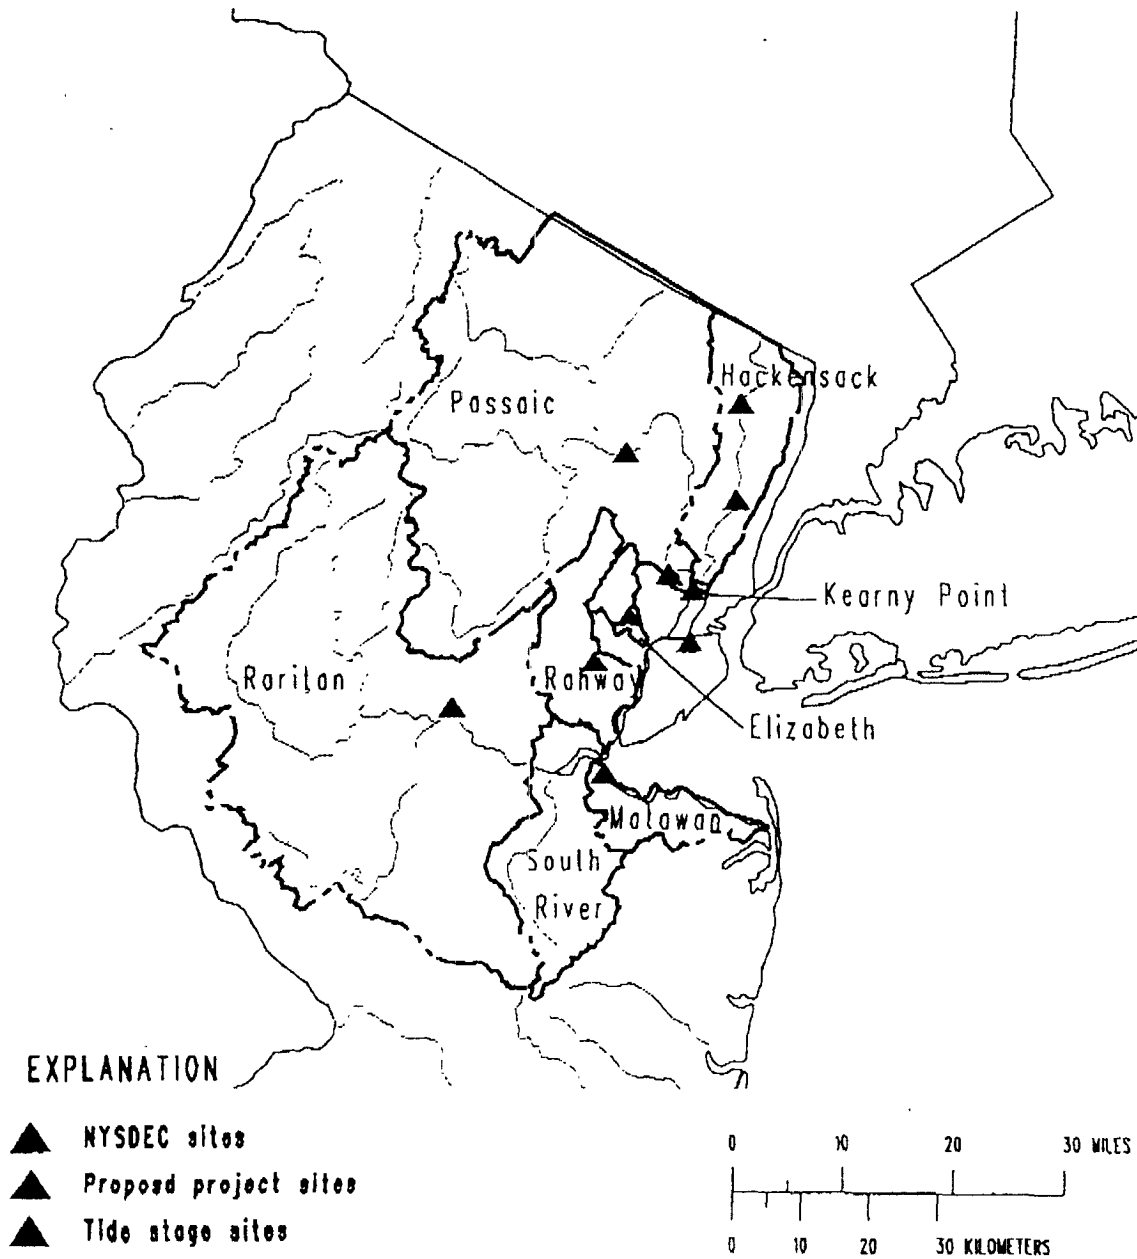 Hackensack
Passaic
Kearny Point
Raritan
Rahway
Elizabeth
Matawan
South
River
EXPLANATION
NYSDEC sites
Proposd project sites
Tide stage sites
0 10 20 30 MILES
0 10 20 30 KILOMETERS